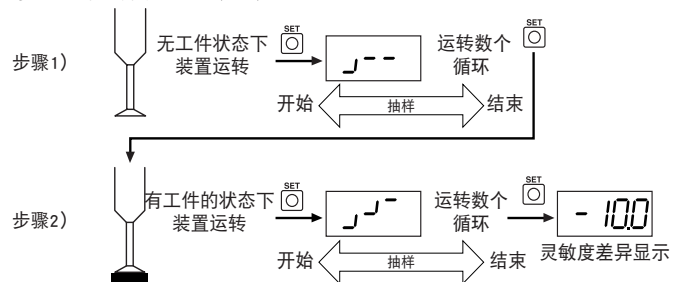 SET
SET
无工件状态下
装置运转
运转数个
循环
步骤1)
开始
抽样
结束
SET
SET
有工件的状态下
装置运转
运转数个
循环
- 10.0
步骤2)
灵敏度差异显示
开始
抽样
结束